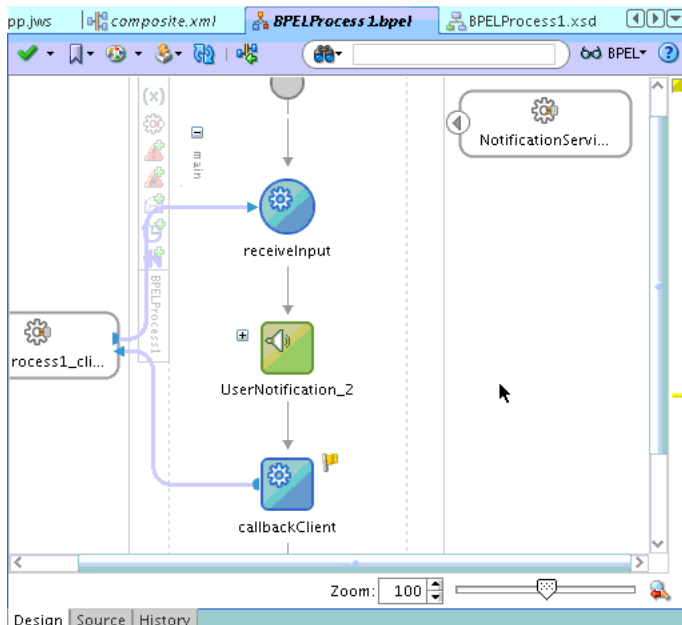 pp.jws composite.xml BPELProcess1.bpel BPELProcess1.xsd
BPEL
(x)
main
NotificationServi...
receiveInput
BPELProcess1
rocess1_cli...
UserNotification_2
callbackClient
Zoom: 100
Design Source History